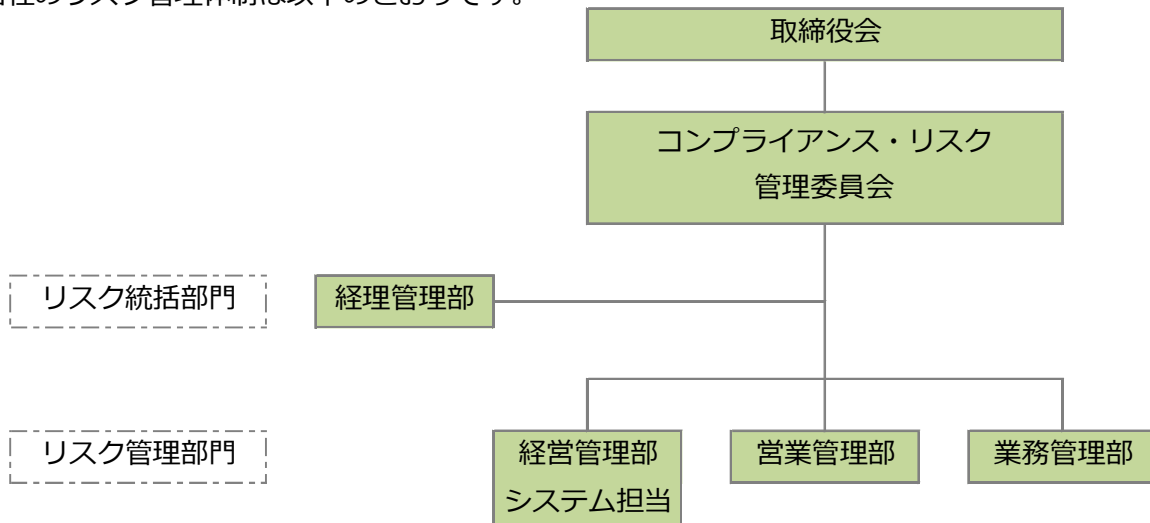 当社のリスク管理体制は以下のとおりです。
取締役会
コンプライアンス・リスク
管理委員会
リスク統括部門
経理管理部
リスク管理部門
経営管理部
システム担当
営業管理部
業務管理部